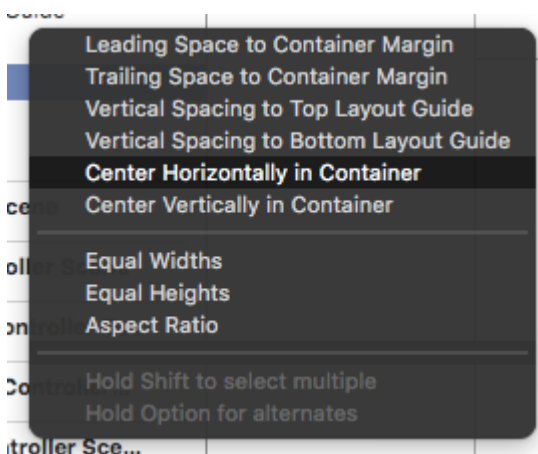 Leading Space to Container Margin
Trailing Space to Container Margin
Vertical Spacing to Top Layout Guide
Vertical Spacing to Bottom Layout Guide
Center Horizontally in Container
Center Vertically in Container
Equal Widths
Equal Heights
Aspect Ratio
Hold Shift to select multiple
Hold Option for alternates
troller Sce...